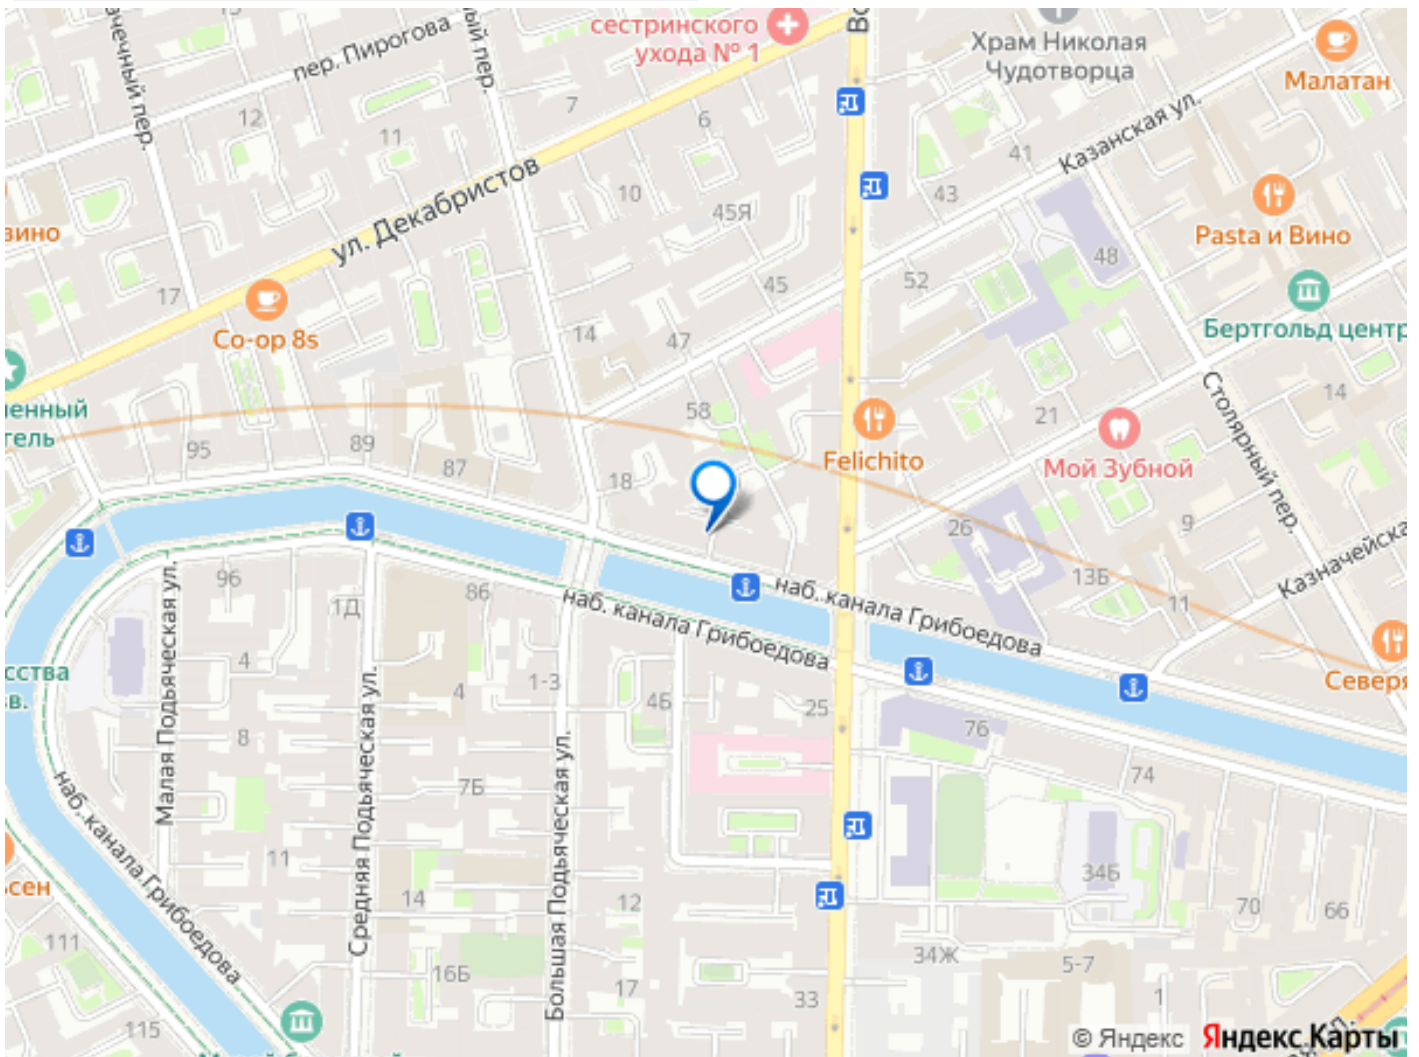 сестринского
ухода № 1
Храм Николая
Чудотворца
Малатан
пер. Пирогова
Казанская ул.
12
11
7
6
10
45Я
41
43
Pasta и Вино
ул. Декабристов
48
52
45
17
Бертгольд центр
Co-op 8s
14
47
14
58
21
Столярный пер.
Felichito
Мой Зубной
95
89
87
18
26
9
13Б
11
Казначейска
наб. канала Грибоедова
наб. канала Грибоедова
96
1Д
86
4
4
1-3
4Б
25
8
7Б
76
74
Малая Подьяческая ул.
Средняя Подьяческая ул.
Большая Подьяческая ул.
наб. канала Грибоедова
11
14
12
34Б
70
66
111
16Б
17
33
34Ж
5-7
1
115
© Яндекс Яндекс Карты